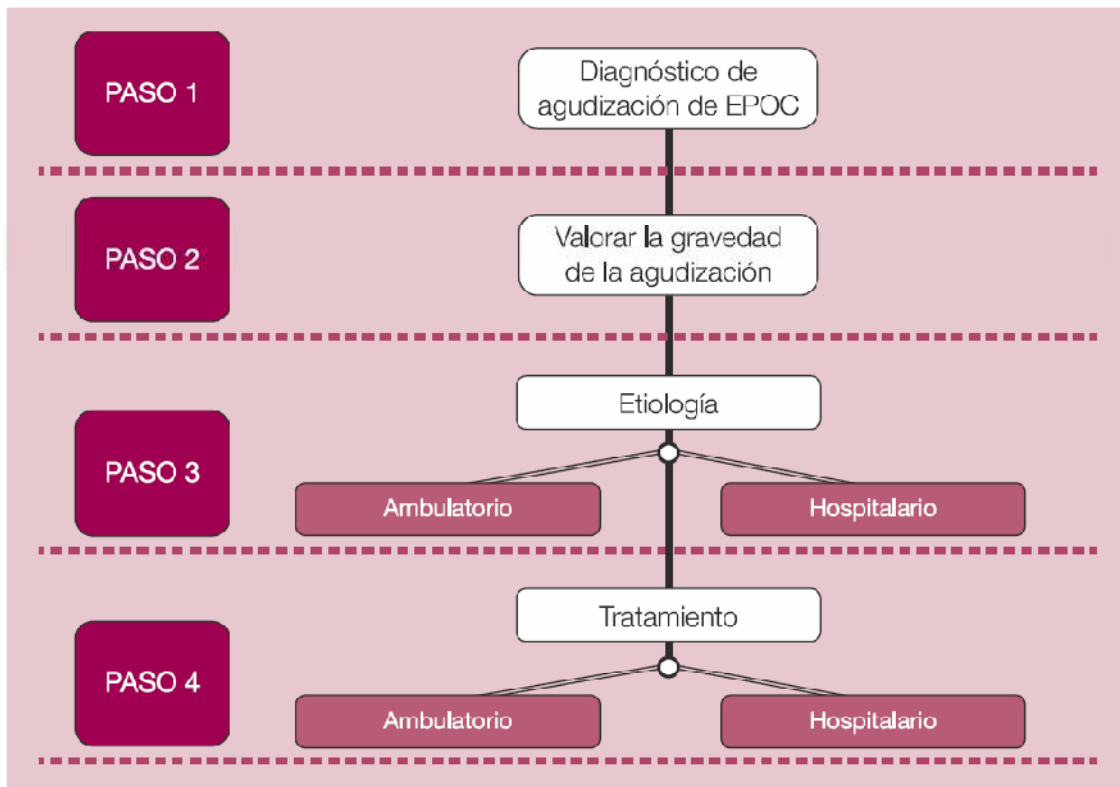 PASO 1
Diagnóstico de
agudización de EPOC
PASO 2
Valorar la gravedad
de la agudización
PASO 3
Etiología
Ambulatorio
Hospitalario
PASO 4
Tratamiento
Ambulatorio
Hospitalario